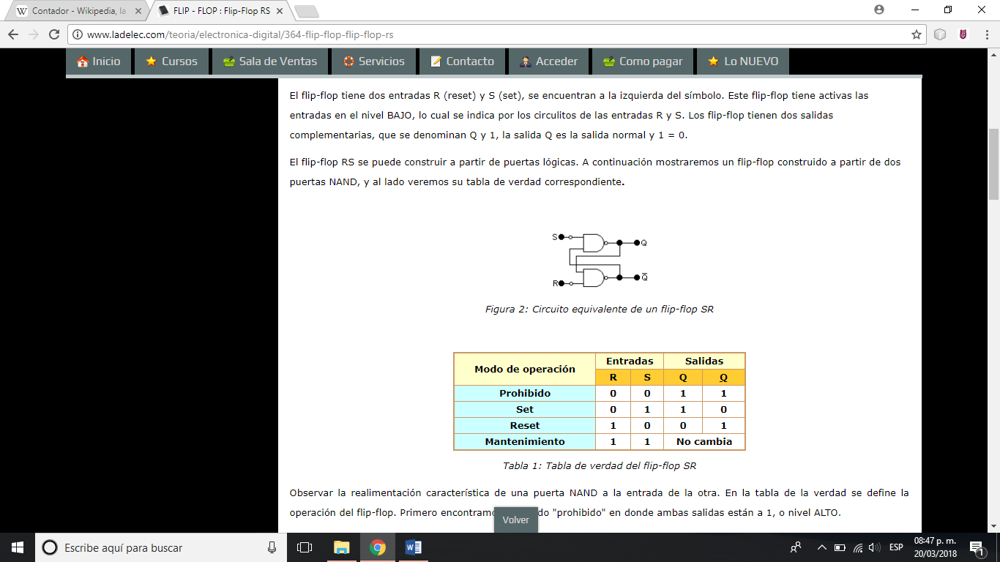 Contador - Wikipedia, la
FLIP - FLOP : Flip-Flop RS
www.ladelec.com/teoria/electronica-digital/364-flip-flop-flip-flop-rs
Inicio Cursos Sala de Ventas Servicios Contacto Acceder Como pagar Lo NUEVO
El flip-flop tiene dos entradas R (reset) y S (set), se encuentran a la izquierda del símbolo. Este flip-flop tiene activas las
entradas en el nivel BAJO, lo cual se indica por los circulitos de las entradas R y S. Los flip-flop tienen dos salidas
complementarias, que se denominan Q y 1, la salida Q es la salida normal y 1 = 0.
El flip-flop RS se puede construir a partir de puertas lógicas. A continuación mostraremos un flip-flop construido a partir de dos
puertas NAND, y al lado veremos su tabla de verdad correspondiente.
S Q
R Q̅
Figura 2: Circuito equivalente de un flip-flop SR
Modo de operación Entradas Salidas
R S Q Q
Prohibido 0 0 1 1
Set 0 1 1 0
Reset 1 0 0 1
Mantenimiento 1 1 No cambia
Tabla 1: Tabla de verdad del flip-flop SR
Observar la realimentación característica de una puerta NAND a la entrada de la otra. En la tabla de la verdad se define la
operación del flip-flop. Primero "prohibido" en donde ambas salidas están a 1, o nivel ALTO.
Volver
Escribe aquí para buscar
ESP
08:47 p. m.
20/03/2018
1